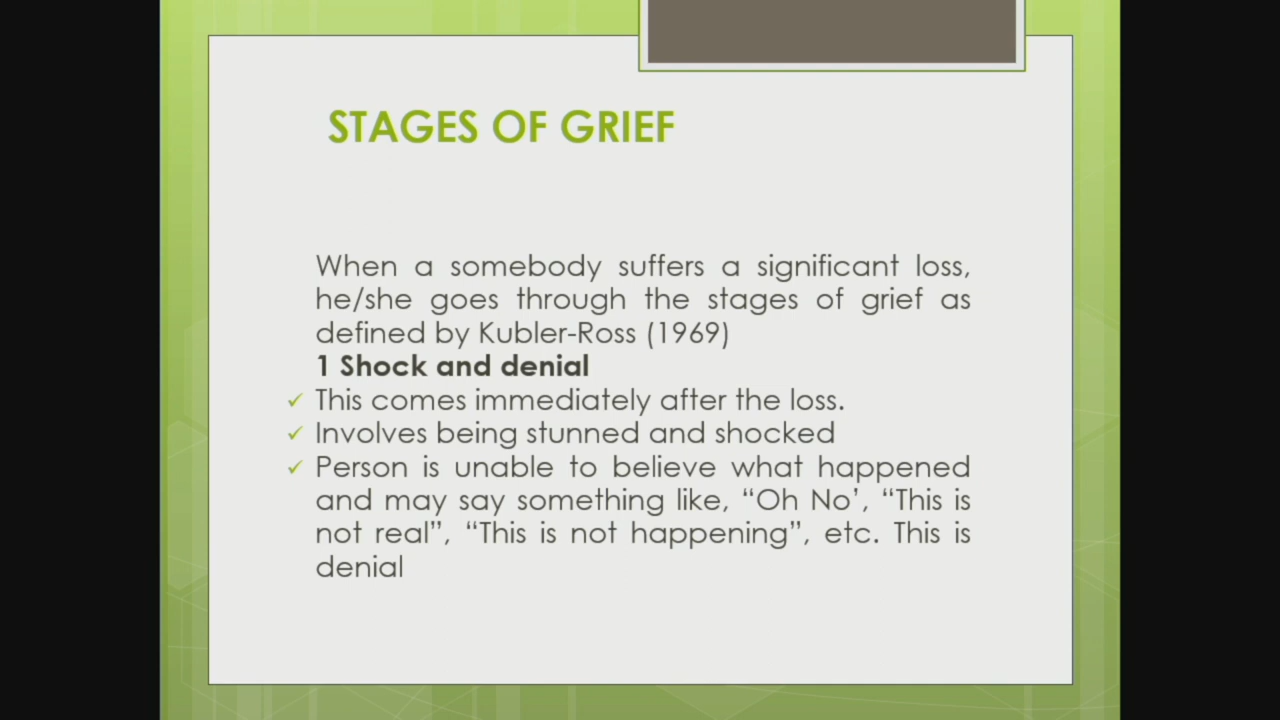 STAGES OF GRIEF
When a somebody suffers a significant loss,
he/she goes through the stages of grief as
defined by Kubler-Ross (1969)
1 Shock and denial
✓ This comes immediately after the loss.
✓ Involves being stunned and shocked
✓ Person is unable to believe what happened
and may say something like, “Oh No’, “This is
not real”, “This is not happening”, etc. This is
denial